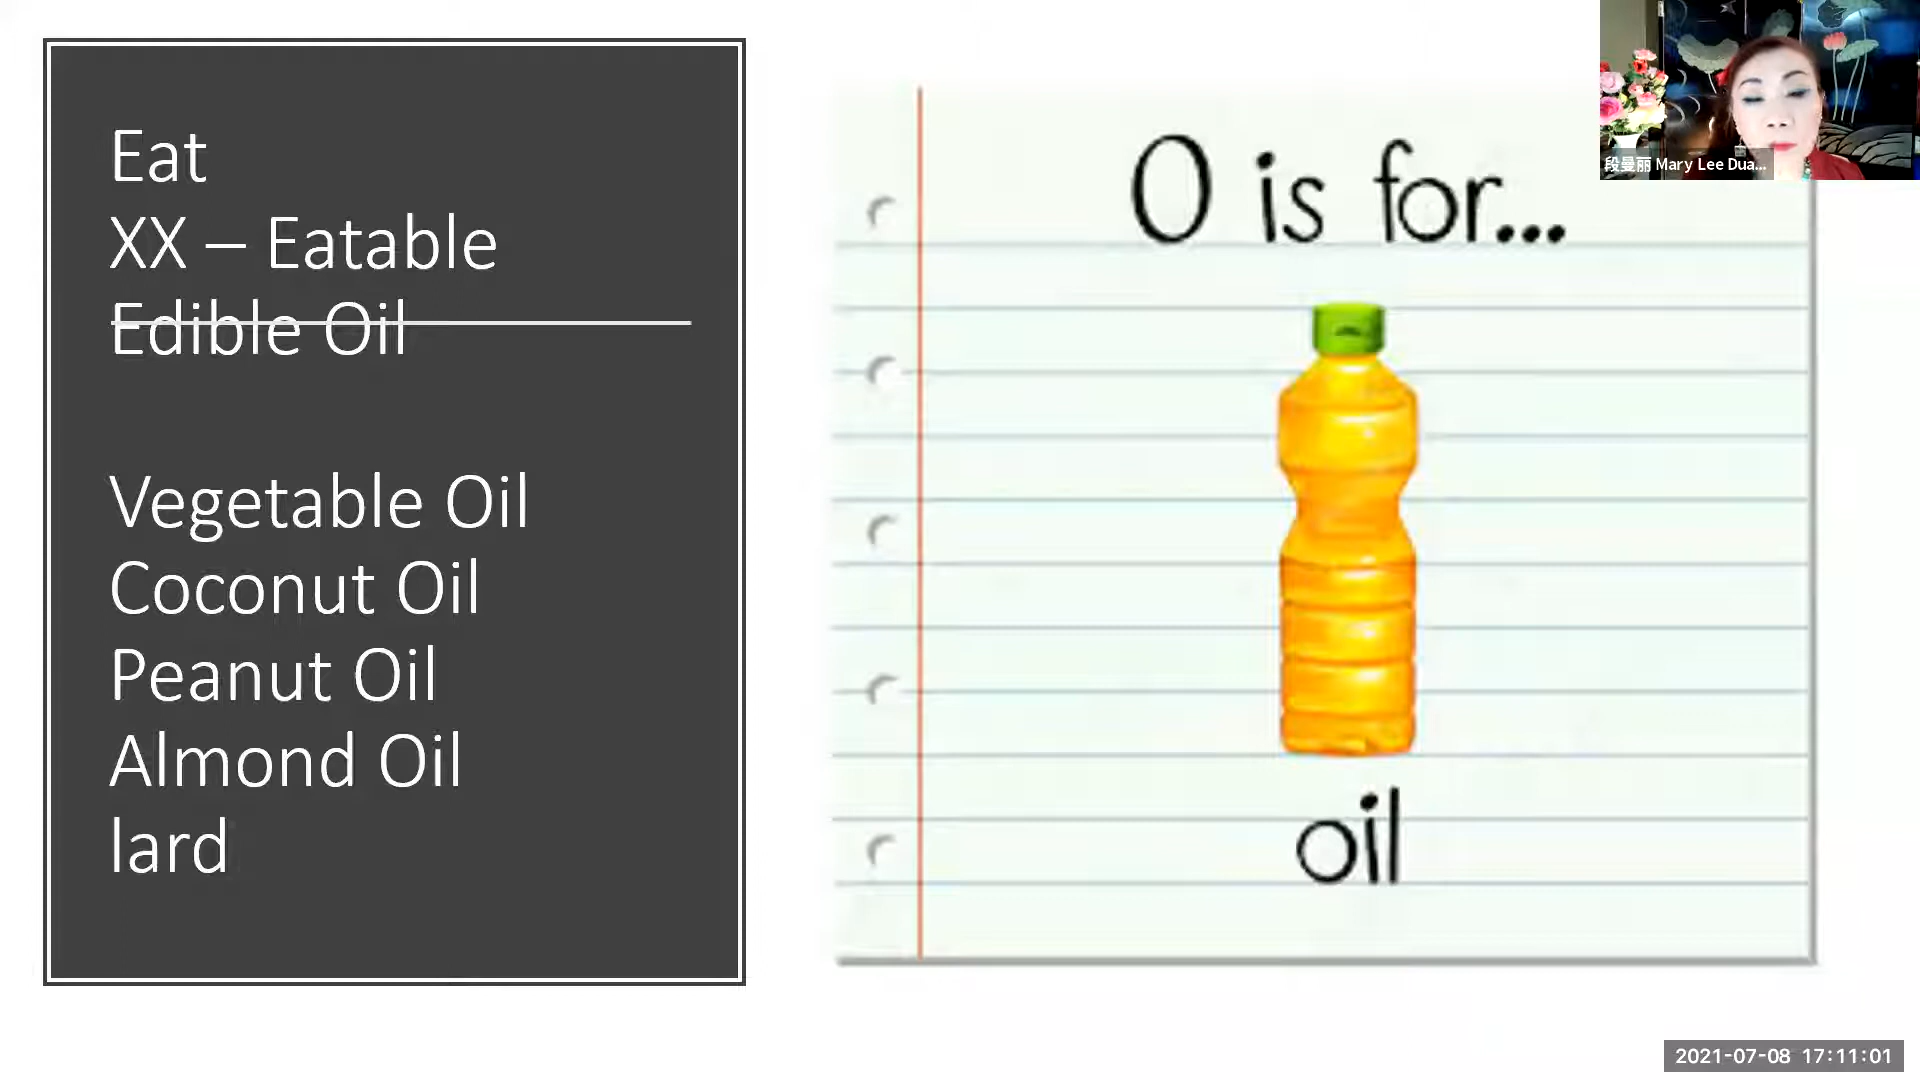 Eat
XX – Eatable
Edible Oil
Vegetable Oil
Coconut Oil
Peanut Oil
Almond Oil
lard
O is for...
oil
段曼丽 Mary Lee Dua...
2021-07-08 17:11:01